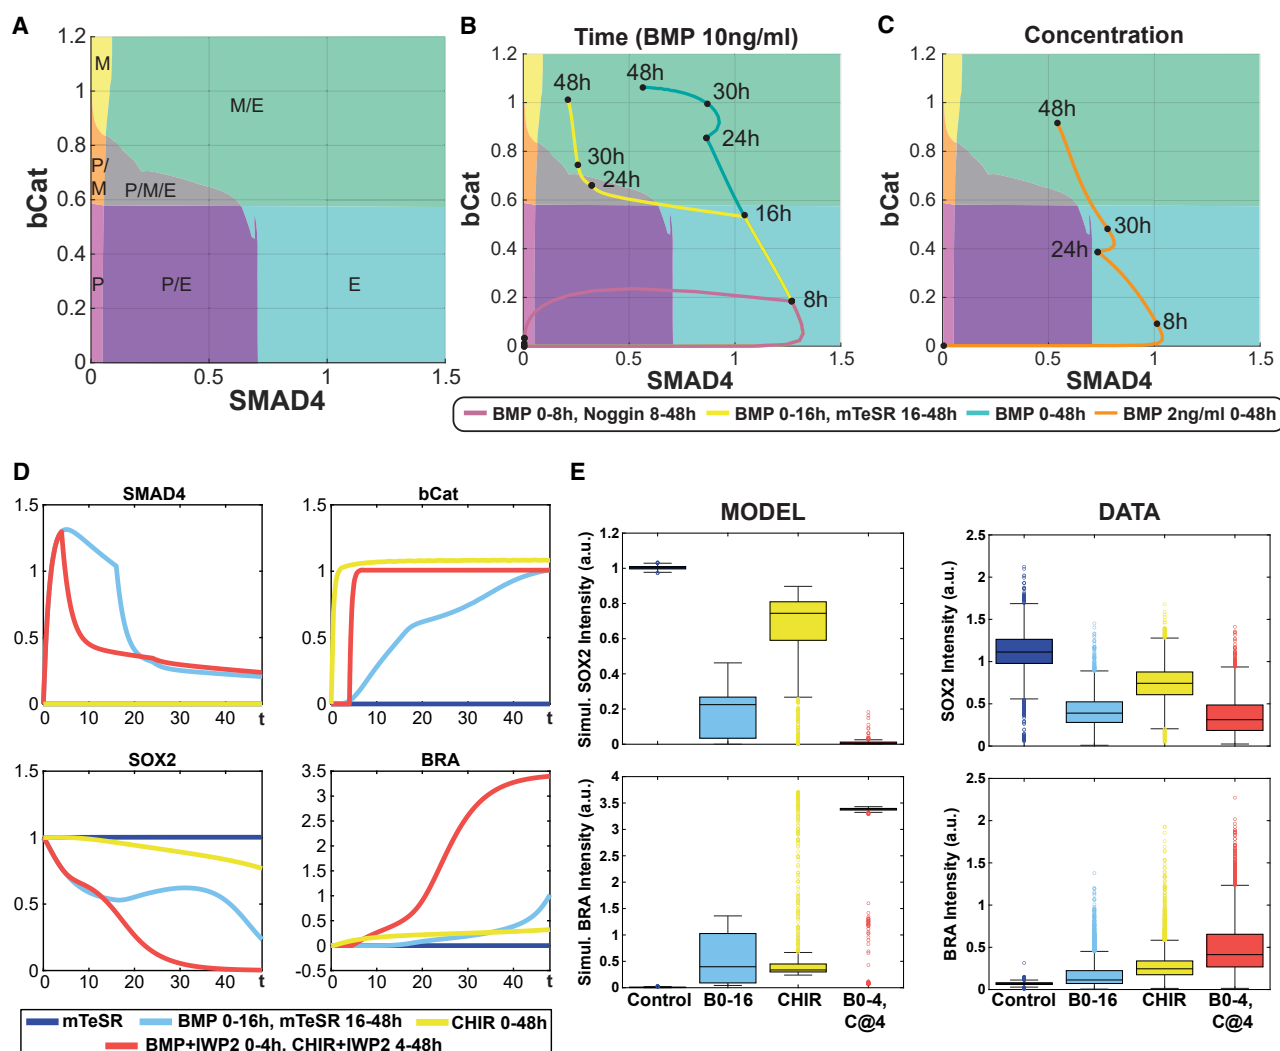 A
1.2
1
0.8
0.6
0.4
0.2
0
bCat
M
M/E
P/
M
P/M/E
P
P/E
E
0
0.5
1
1.5
SMAD4
B
Time (BMP 10ng/ml)
1.2
1
0.8
0.6
0.4
0.2
0
bCat
48h
48h
30h
24h
30h
24h
16h
8h
0
0.5
1
1.5
SMAD4
C
Concentration
1.2
1
0.8
0.6
0.4
0.2
0
bCat
48h
30h
24h
8h
0
0.5
1
1.5
SMAD4
BMP 0-8h, Noggin 8-48h
BMP 0-16h, mTeSR 16-48h
BMP 0-48h
BMP 2ng/ml 0-48h
D
SMAD4
1.5
1
0.5
0
0
10
20
30
40
t
bCat
1.5
1
0.5
0
0
10
20
30
40
t
SOX2
1.5
1
0.5
0
0
10
20
30
40
t
BRA
3.5
3
2.5
2
1.5
1
0.5
0
-0.5
0
10
20
30
40
t
mTeSR
BMP 0-16h, mTeSR 16-48h
CHIR 0-48h
BMP+IWP2 0-4h, CHIR+IWP2 4-48h
E
MODEL
Simul. SOX2 Intensity (a.u.)
1.2
1
0.8
0.6
0.4
0.2
0
Simul. BRA Intensity (a.u.)
4
3.5
3
2.5
2
1.5
1
0.5
0
Control
B0-16
CHIR
B0-4,
C@4
DATA
SOX2 Intensity (a.u.)
2.5
2
1.5
1
0.5
0
BRA Intensity (a.u.)
2.5
2
1.5
1
0.5
0
Control
B0-16
CHIR
B0-4,
C@4